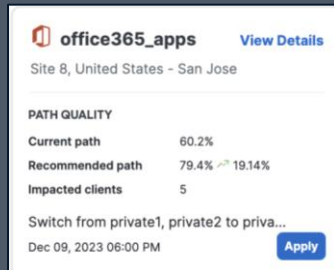 office365_apps View Details
Site 8, United States - San Jose
PATH QUALITY
Current path 60.2%
Recommended path 79.4% 19.14%
Impacted clients 5
Switch from private1, private2 to priva...
Dec 09, 2023 06:00 PM Apply